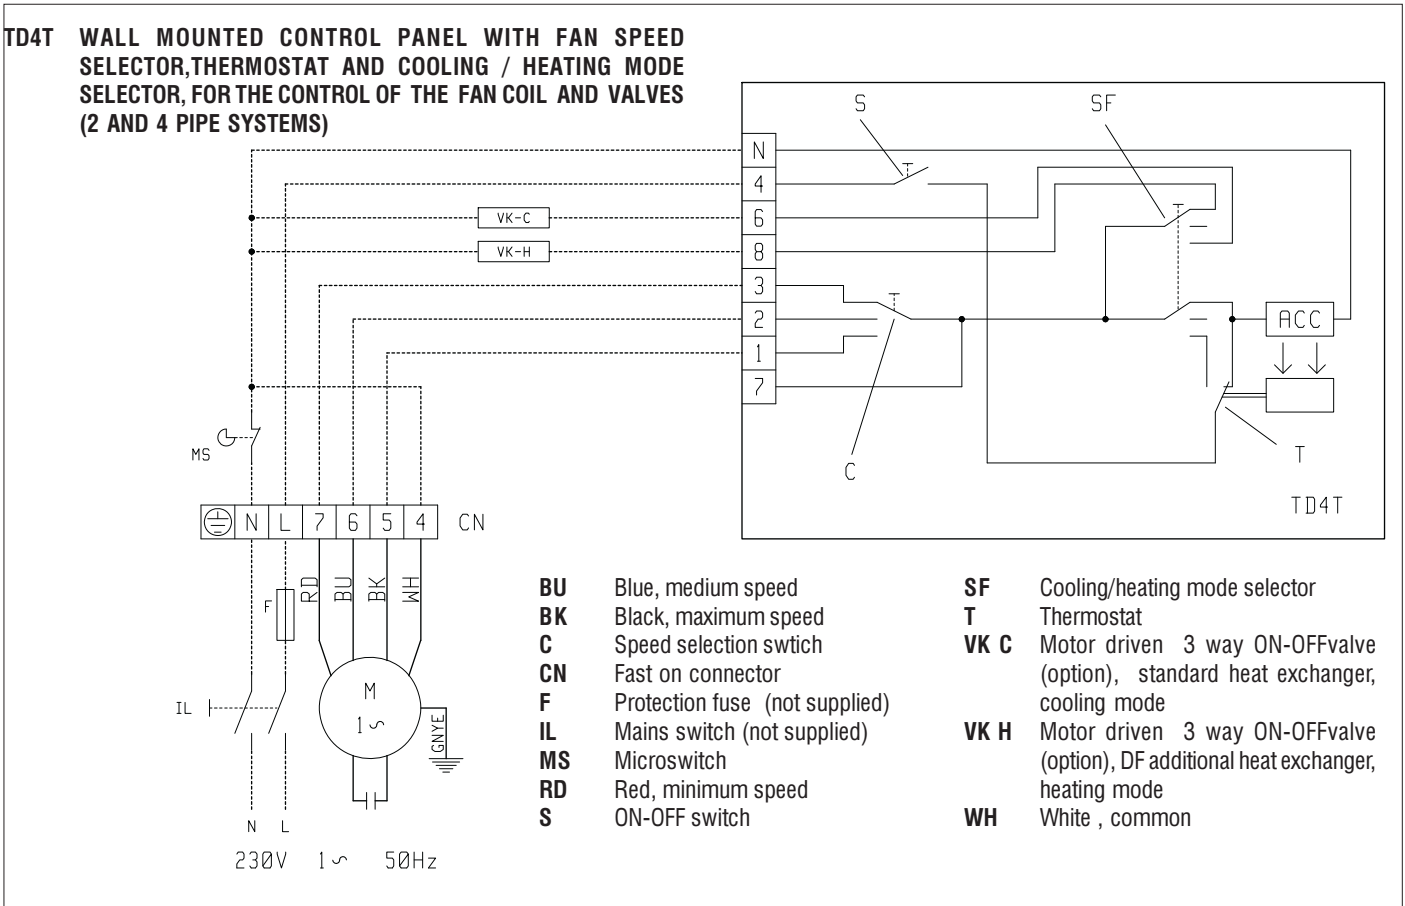 TD4T WALL MOUNTED CONTROL PANEL WITH FAN SPEED
SELECTOR,THERMOSTAT AND COOLING / HEATING MODE
SELECTOR, FOR THE CONTROL OF THE FAN COIL AND VALVES
(2 AND 4 PIPE SYSTEMS)
S
SF
N
4
6
8
3
2
1
7
VK-C
VK-H
ACC
C
T
TD4T
MS
N L 7 6 5 4 CN
RD BU BK WH
F
M
1~
GNYE
IL
N L
230V 1~ 50Hz
BU Blue, medium speed
BK Black, maximum speed
C Speed selection swtich
CN Fast on connector
F Protection fuse (not supplied)
IL Mains switch (not supplied)
MS Microswitch
RD Red, minimum speed
S ON-OFF switch
SF Cooling/heating mode selector
T Thermostat
VK C Motor driven 3 way ON-OFFvalve
(option), standard heat exchanger,
cooling mode
VK H Motor driven 3 way ON-OFFvalve
(option), DF additional heat exchanger,
heating mode
WH White , common